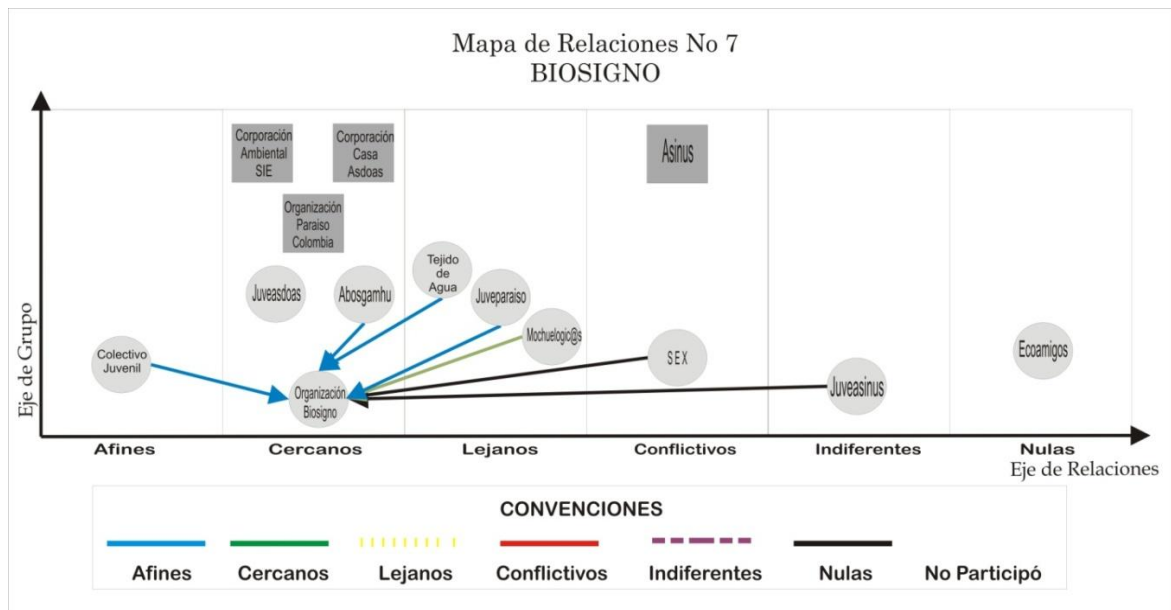 Mapa de Relaciones No 7
BIOSIGNO
Eje de Grupo
Corporación
Ambiental
SIE
Corporación
Casa
Asdoas
Organización
Paraiso
Colombia
Asinus
Juveasdoas
Abosgamhu
Tejido
de
Agua
Juveparaiso
Mochuelogic@s
Colectivo
Juvenil
Organización
Biosigno
SEX
Juveasinus
Ecoamigos
Afines
Cercanos
Lejanos
Conflictivos
Indiferentes
Nulas
Eje de Relaciones
CONVENCIONES
Afines
Cercanos
Lejanos
Conflictivos
Indiferentes
Nulas
No Participó